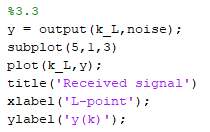 %3.3
y = output(k_L,noise);
subplot(5,1,3)
plot(k_L,y);
title('Received signal')
xlabel('L-point');
ylabel('y(k)');